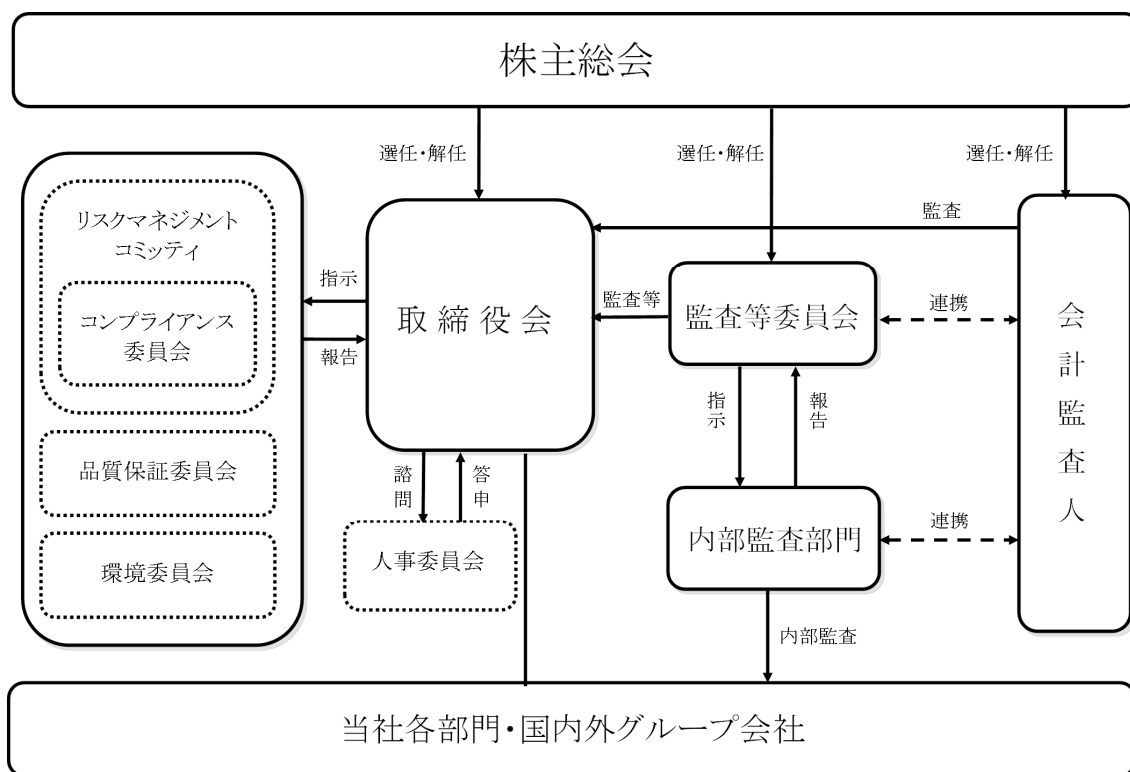 株主総会
選任・解任
選任・解任
選任・解任
リスクマネジメント
コミッティ
コンプライアンス
委員会
品質保証委員会
環境委員会
指示
報告
取締役会
監査
監査等
監査等委員会
連携
会計監査人
指示
報告
諮問
答申
人事委員会
内部監査部門
連携
内部監査
当社各部門・国内外グループ会社